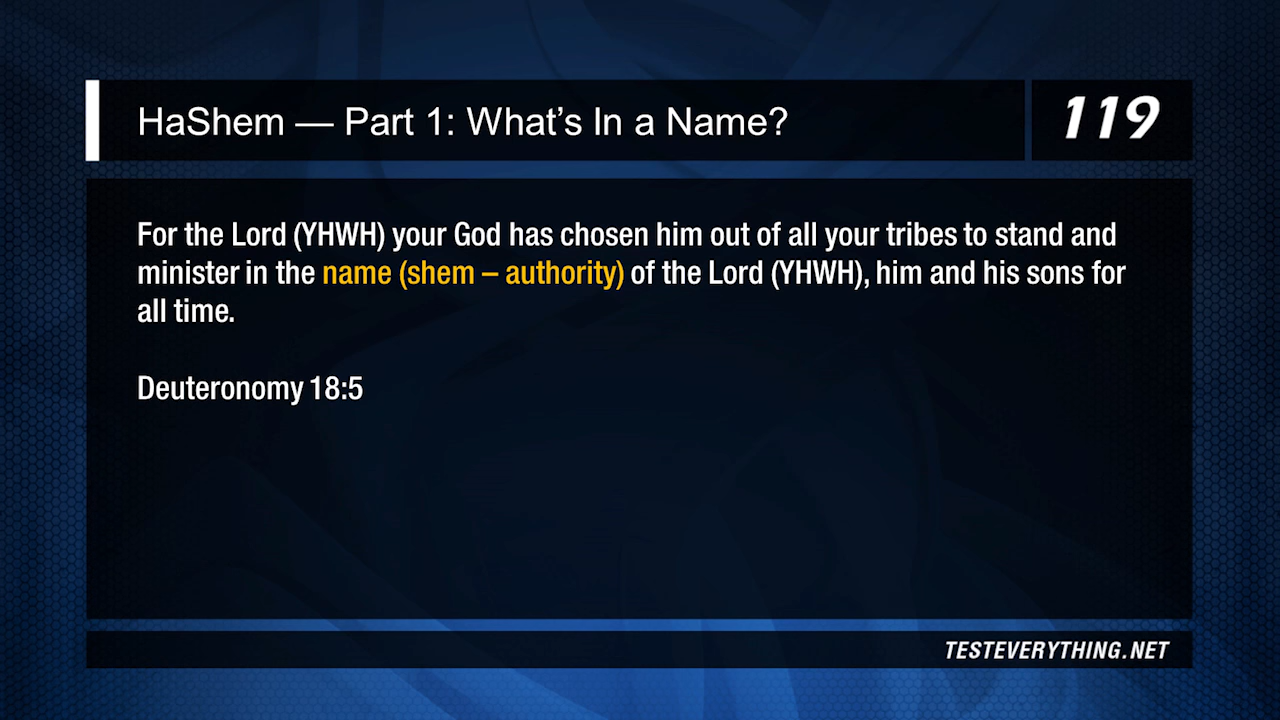 HaShem — Part 1: What's In a Name?
119
For the Lord (YHWH) your God has chosen him out of all your tribes to stand and
minister in the name (shem – authority) of the Lord (YHWH), him and his sons for
all time.
Deuteronomy 18:5
TESTEVERYTHING.NET